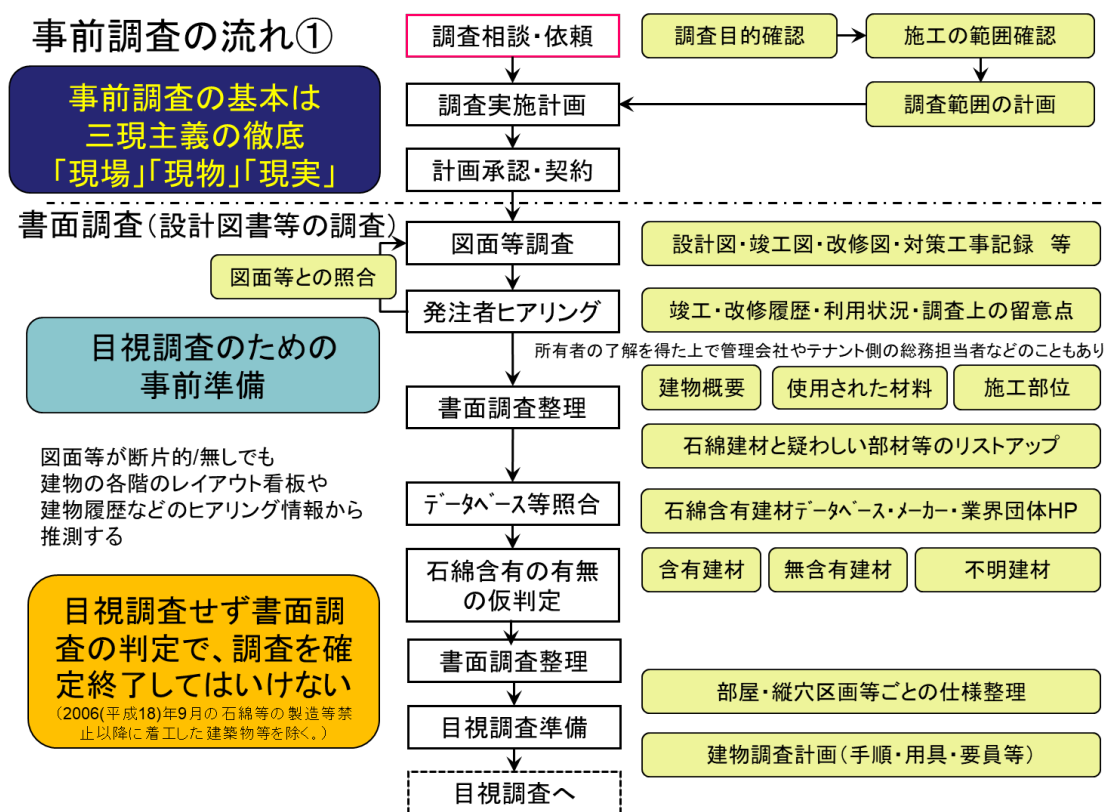 事前調査の流れ①
調査相談・依頼
調査目的確認
施工の範囲確認
事前調査の基本は
三現主義の徹底
「現場」「現物」「現実」
調査実施計画
調査範囲の計画
計画承認・契約
書面調査(設計図書等の調査)
図面等調査
設計図・竣工図・改修図・対策工事記録 等
図面等との照合
発注者ヒアリング
竣工・改修履歴・利用状況・調査上の留意点
所有者の了解を得た上で管理会社やテナント側の総務担当者などのこともあり
目視調査のための
事前準備
書面調査整理
建物概要
使用された材料
施工部位
石綿建材と疑わしい部材等のリストアップ
図面等が断片的/無しでも
建物の各階のレイアウト看板や
建物履歴などのヒアリング情報から
推測する
データベース等照合
石綿含有建材データベース・メーカー・業界団体HP
石綿含有の有無
の仮判定
含有建材
無含有建材
不明建材
目視調査せず書面調
査の判定で、調査を確
定終了してはいけない
(2006(平成18)年9月の石綿等の製造等禁
止以降に着工した建築物等を除く。)
書面調査整理
部屋・縦穴区画等ごとの仕様整理
目視調査準備
建物調査計画(手順・用具・要員等)
目視調査へ